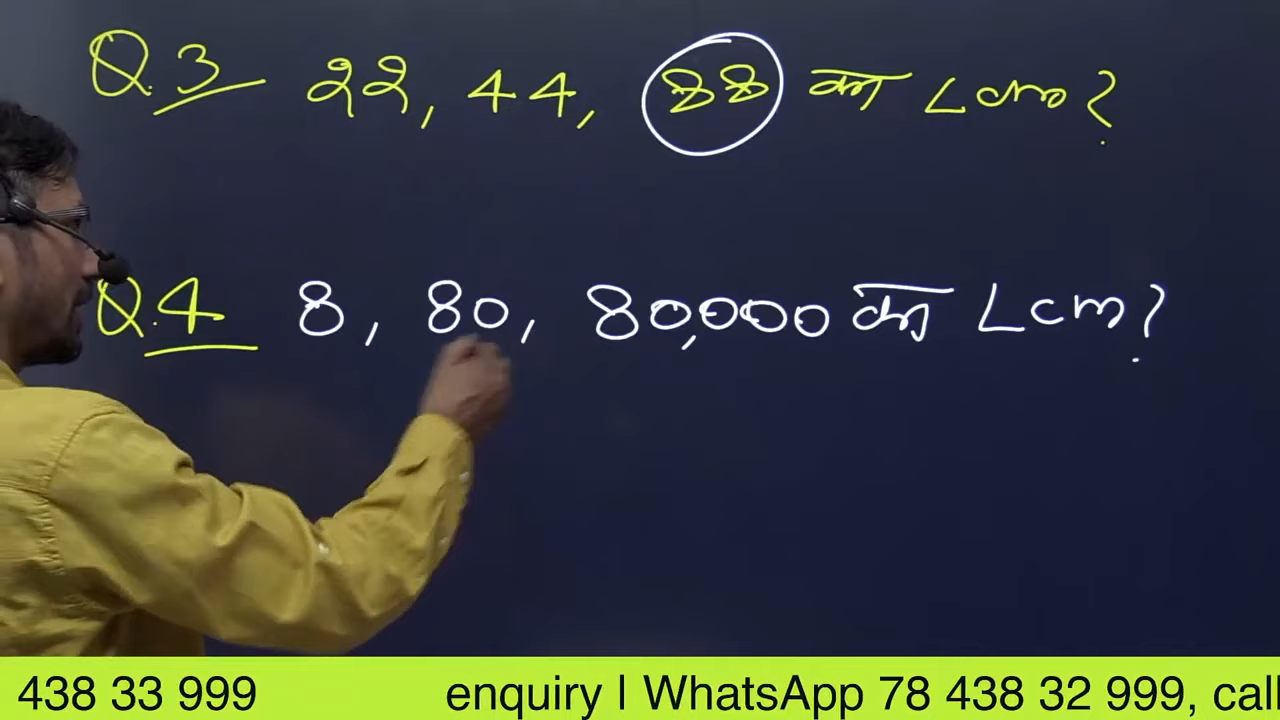 Q.3 22, 44, 88 का Lcm?
Q.4 8, 80, 80,000 का Lcm?
438 33 999 enquiry | WhatsApp 78 438 32 999, call